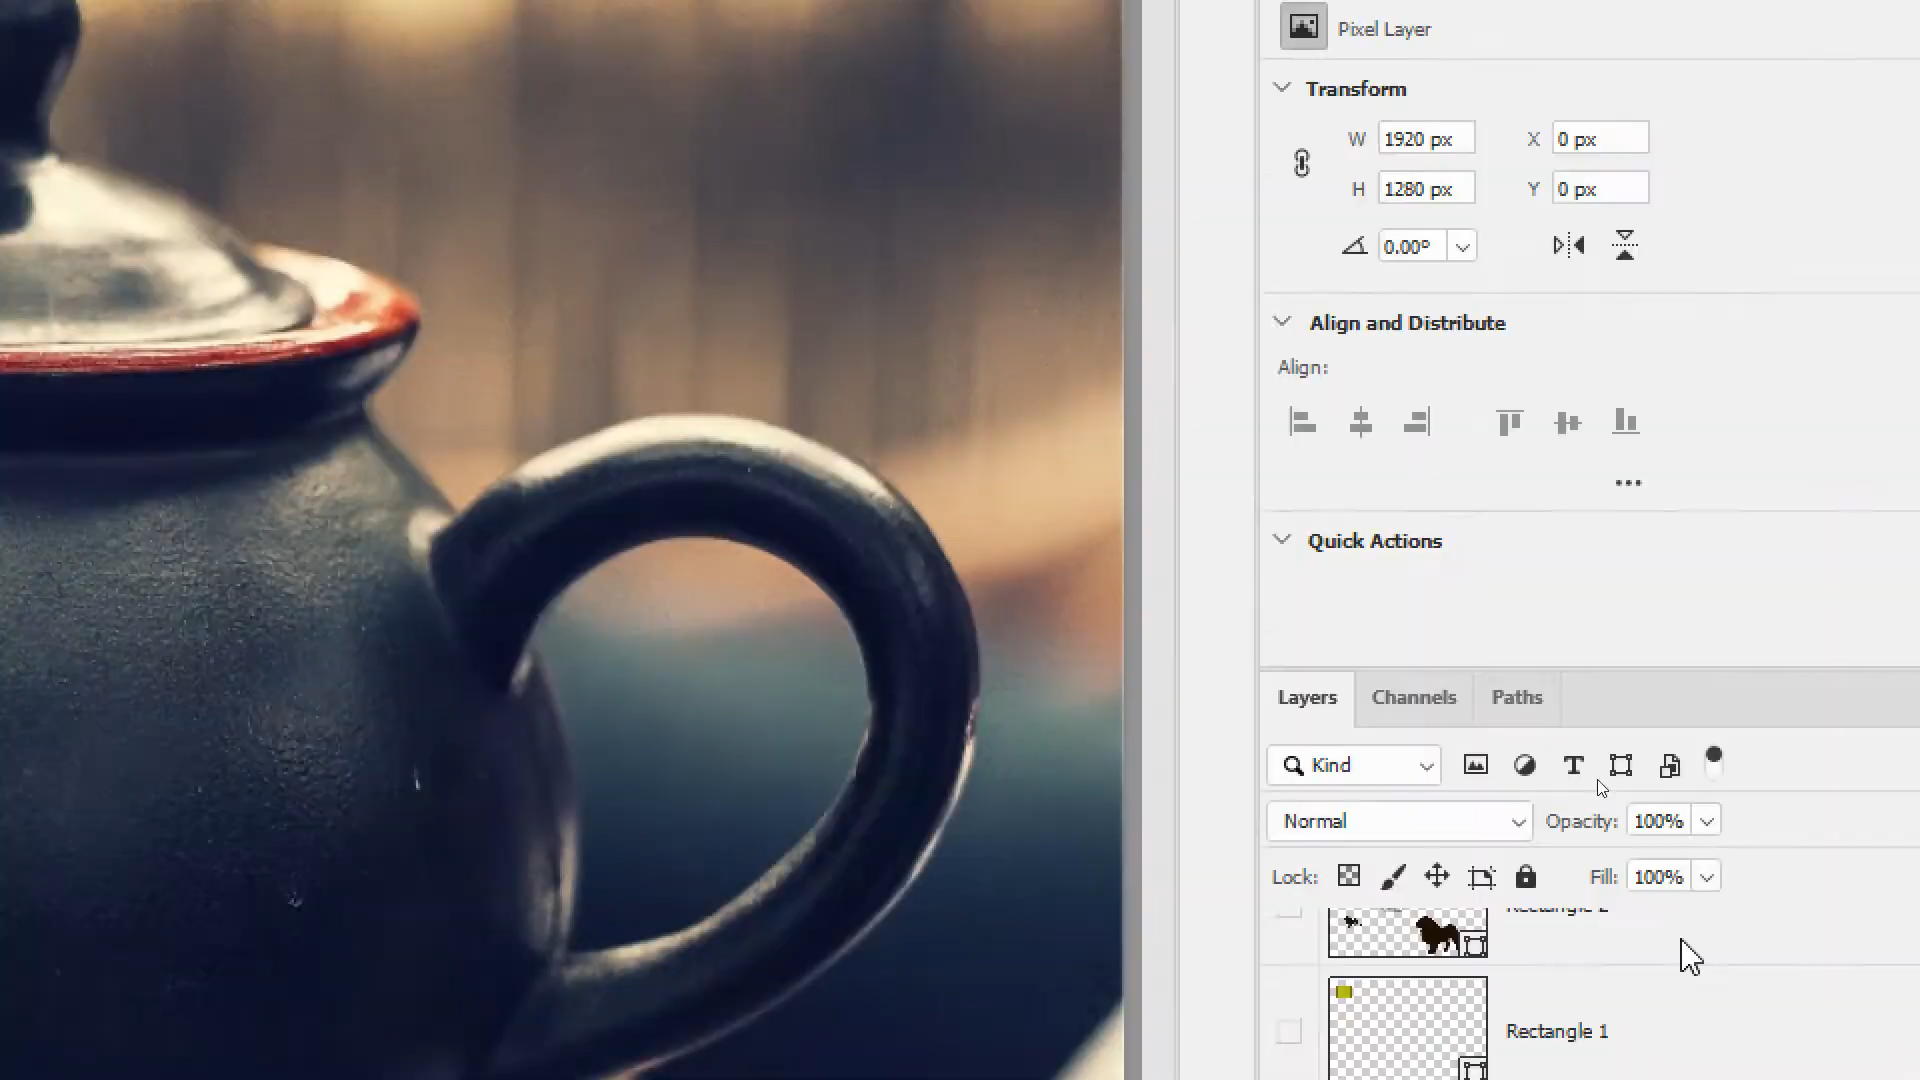 Pixel Layer
Transform
W 1920 px X 0 px
H 1280 px Y 0 px
0.00º
Align and Distribute
Align:
Quick Actions
Layers Channels Paths
Kind
Normal Opacity: 100%
Lock: Fill: 100%
Rectangle 2
Rectangle 1